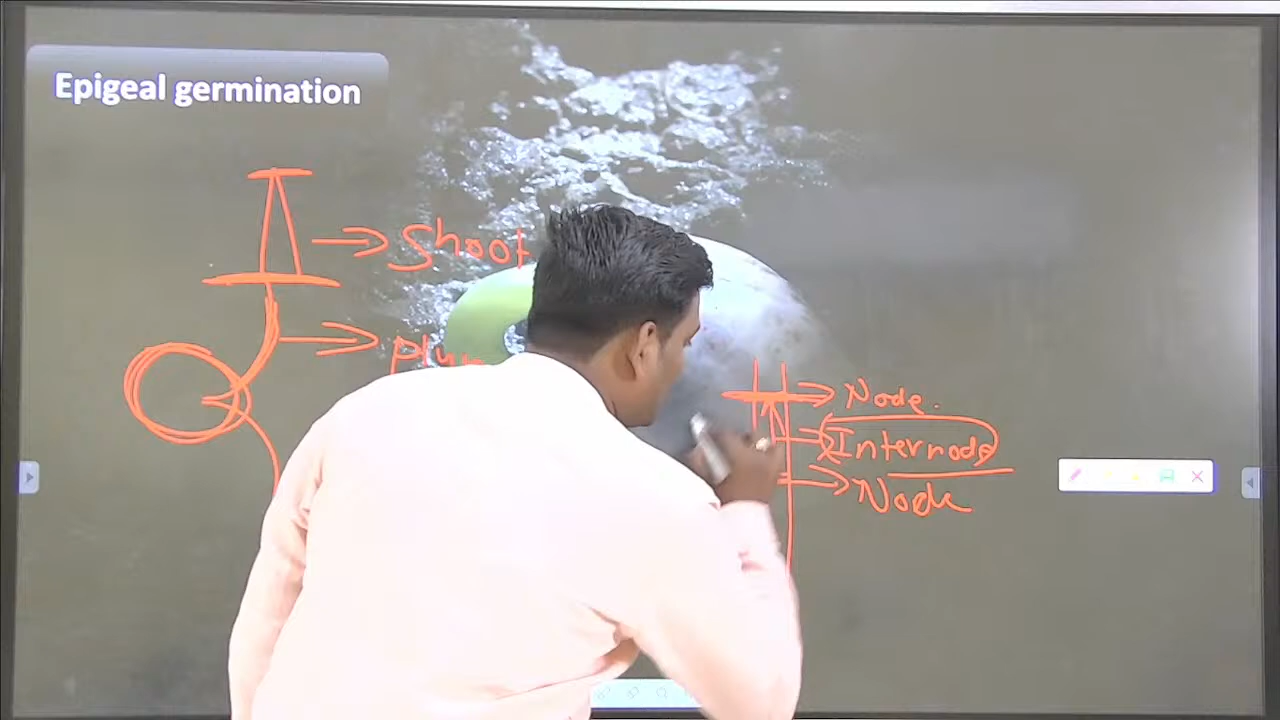 Epigeal germination
Shoot
Node.
Internode
Node